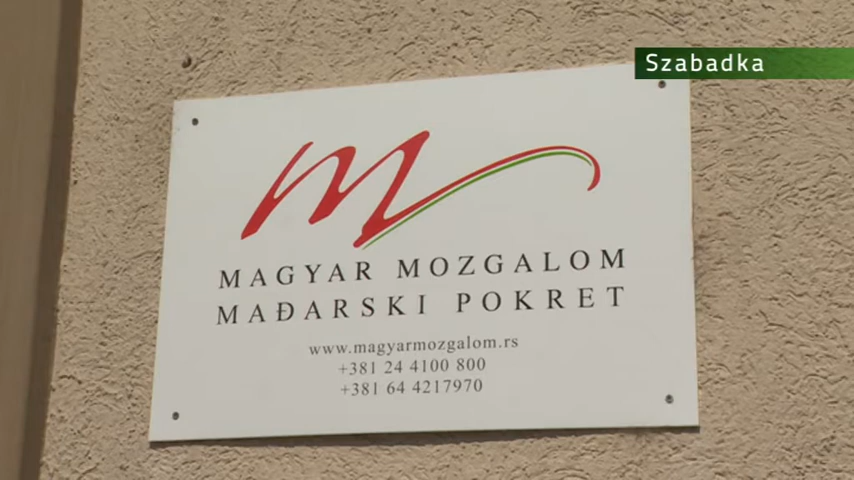 Szabadka
MAGYAR MOZGALOM
MAĐARSKI POKRET
www.magyarmozgalom.rs
+381 24 4100 800
+381 64 4217970